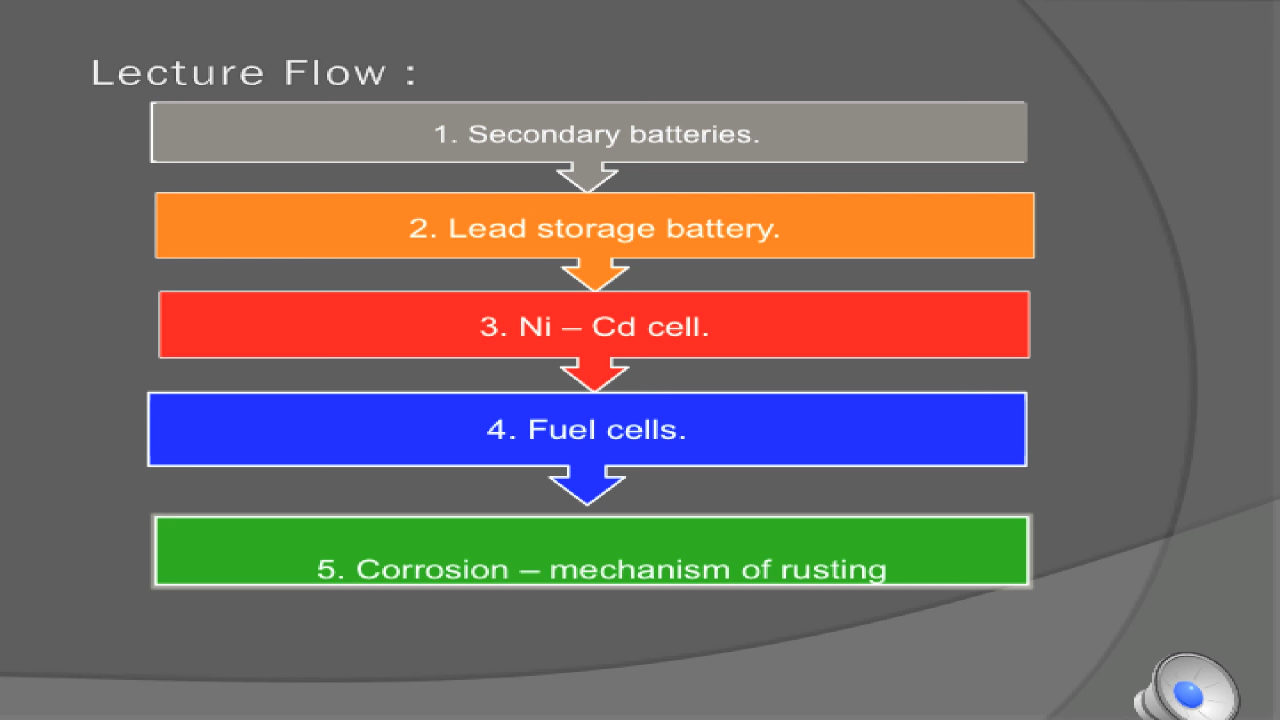 Lecture Flow :
1. Secondary batteries.
2. Lead storage battery.
3. Ni – Cd cell.
4. Fuel cells.
5. Corrosion – mechanism of rusting